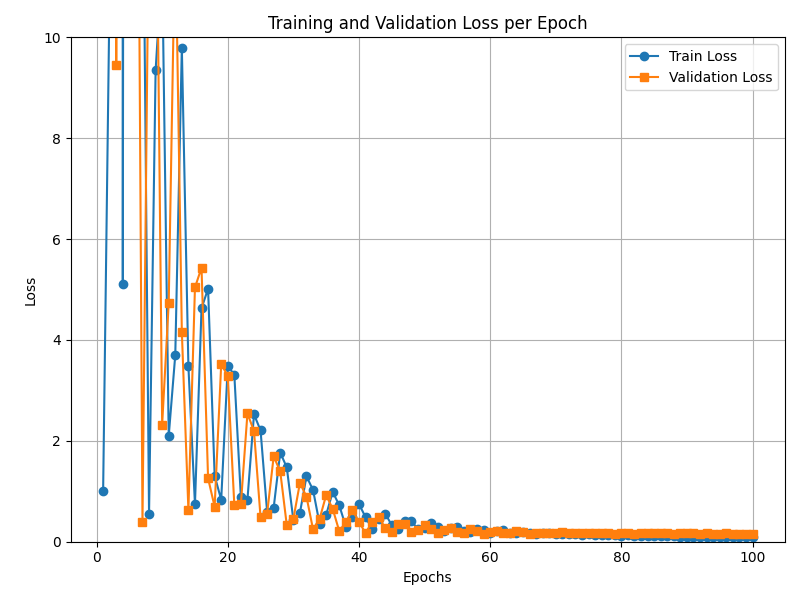 Training and Validation Loss per Epoch
Train Loss
Validation Loss
10
8
6
4
2
0
Loss
0 20 40 60 80 100
Epochs